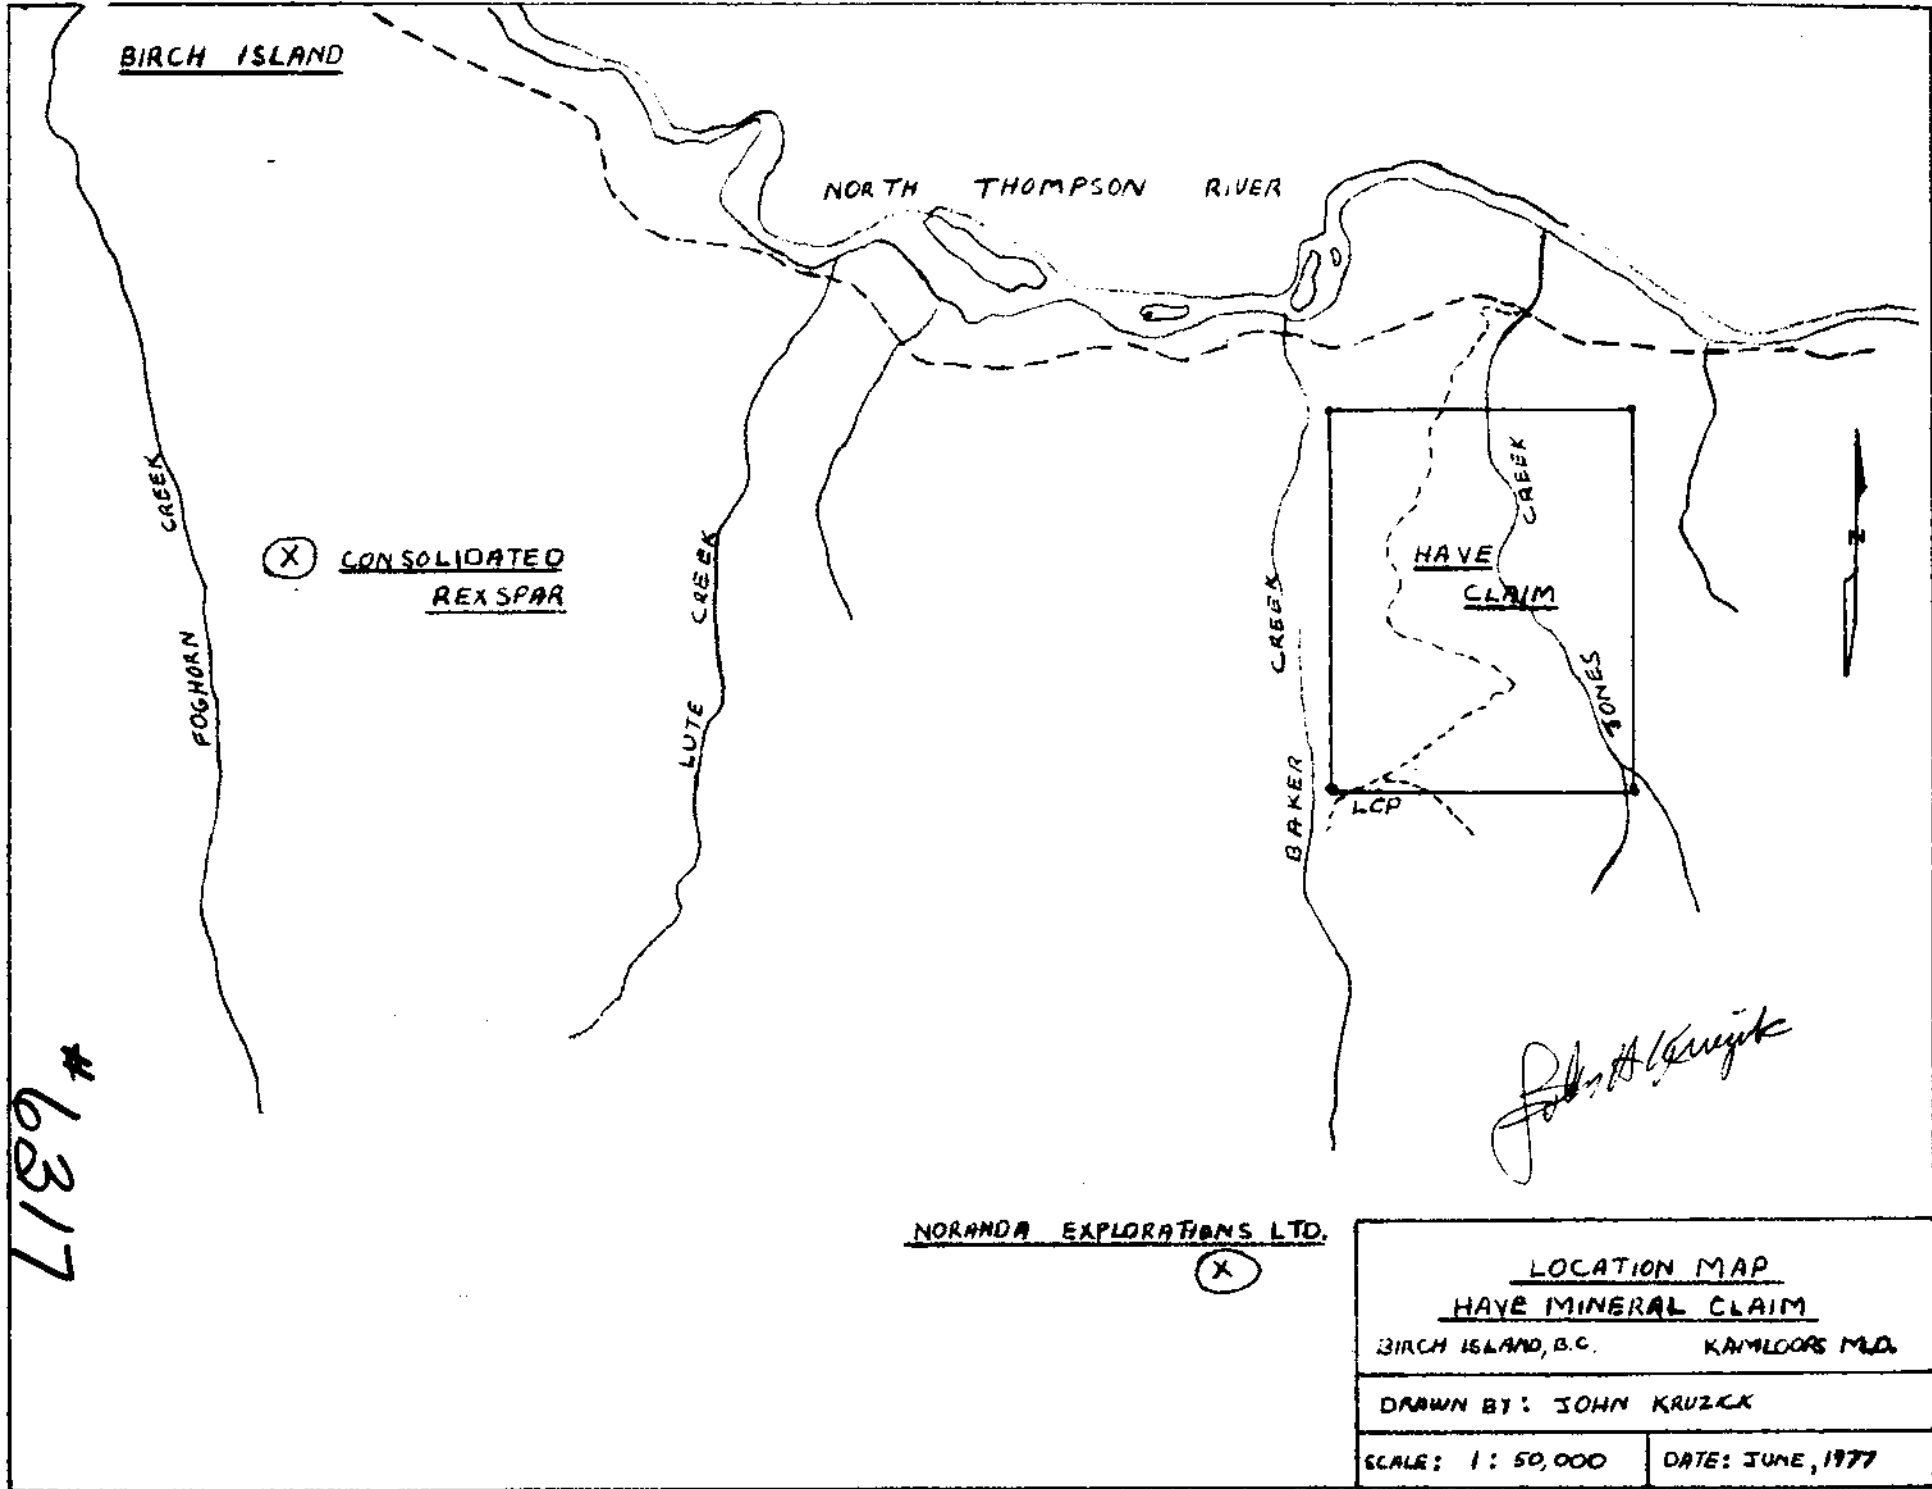 BIRCH ISLAND
NORTH THOMPSON RIVER
CREEK
FOGHORN
CONSOLIDATED
REXSPAR
X
CREEK
LUTE
CREEK
BAKER
HAVE
CLAIM
CREEK
JONES
LCP
N
John H Kruzick
# 6317
NORANDA EXPLORATIONS LTD.
X
LOCATION MAP
HAVE MINERAL CLAIM
BIRCH ISLAND, B.C. KAMLOOPS M.D.
DRAWN BY: JOHN KRUZICK
SCALE: 1:50,000
DATE: JUNE, 1977